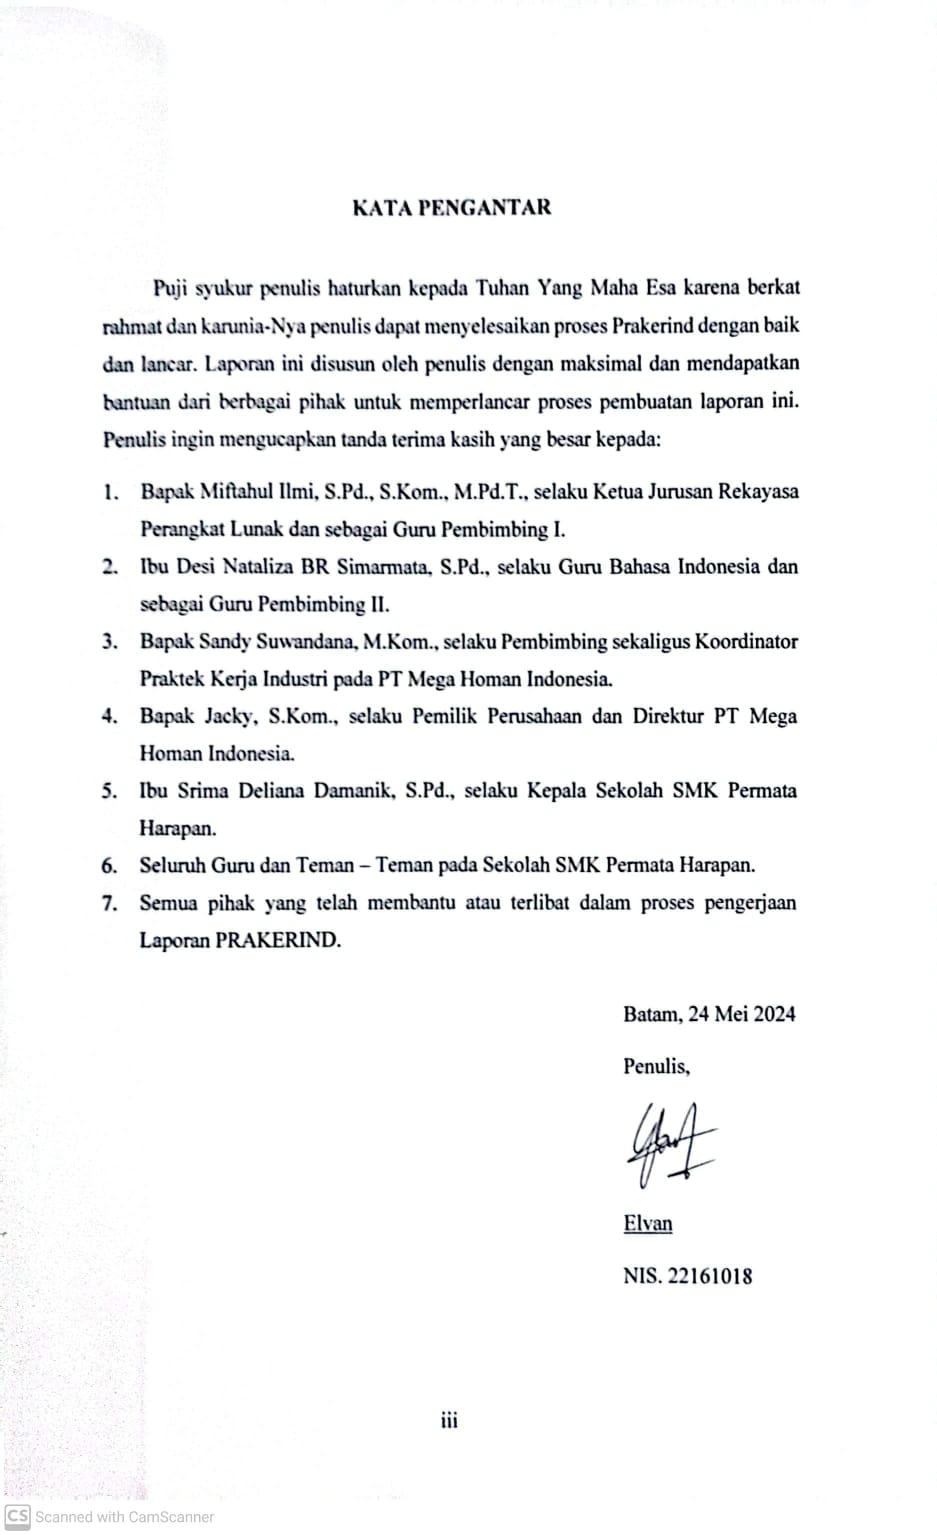 KATA PENGANTAR
Puji syukur penulis haturkan kepada Tuhan Yang Maha Esa karena berkat
rahmat dan karunia-Nya penulis dapat menyelesaikan proses Prakerind dengan baik
dan lancar. Laporan ini disusun oleh penulis dengan maksimal dan mendapatkan
bantuan dari berbagai pihak untuk memperlancar proses pembuatan laporan ini.
Penulis ingin mengucapkan tanda terima kasih yang besar kepada:
1. Bapak Miftahul Ilmi, S.Pd., S.Kom., M.Pd.T., selaku Ketua Jurusan Rekayasa
Perangkat Lunak dan sebagai Guru Pembimbing I.
2. Ibu Desi Nataliza BR Simarmata, S.Pd., selaku Guru Bahasa Indonesia dan
sebagai Guru Pembimbing II.
3. Bapak Sandy Suwandana, M.Kom., selaku Pembimbing sekaligus Koordinator
Praktek Kerja Industri pada PT Mega Homan Indonesia.
4. Bapak Jacky, S.Kom., selaku Pemilik Perusahaan dan Direktur PT Mega
Homan Indonesia.
5. Ibu Srima Deliana Damanik, S.Pd., selaku Kepala Sekolah SMK Permata
Harapan.
6. Seluruh Guru dan Teman – Teman pada Sekolah SMK Permata Harapan.
7. Semua pihak yang telah membantu atau terlibat dalam proses pengerjaan
Laporan PRAKERIND.
Batam, 24 Mei 2024
Penulis,
Elvan
NIS. 22161018
iii
CS Scanned with CamScanner